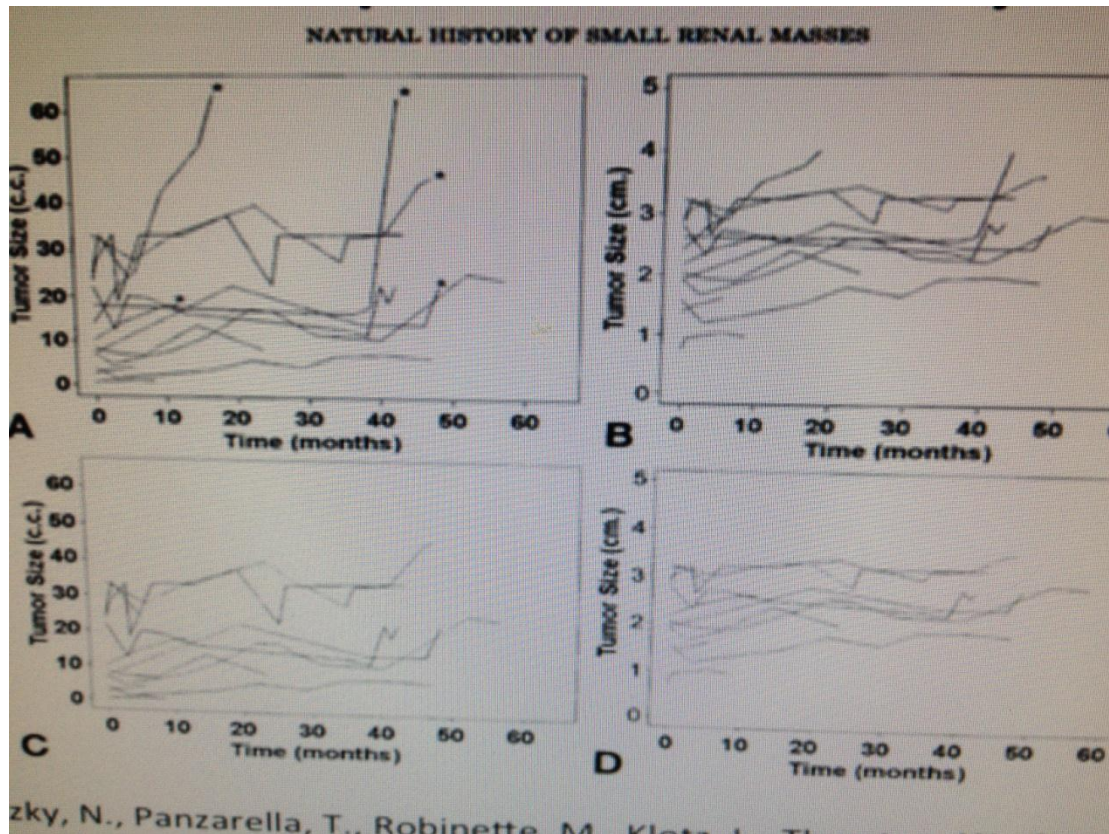 NATURAL HISTORY OF SMALL RENAL MASSES
60
50
40
30
20
10
0
Tumor Size (c.c.)
0 10 20 30 40 50 60
Time (months)
A
5
4
3
2
1
0
Tumor Size (cm.)
0 10 20 30 40 50
Time (months)
B
60
50
40
30
20
10
0
Tumor Size (c.c.)
0 10 20 30 40 50 60
Time (months)
C
5
4
3
2
1
0
Tumor Size (cm.)
0 10 20 30 40 50 60
Time (months)
D
zky, N., Panzarella, T., Robinette, M.,